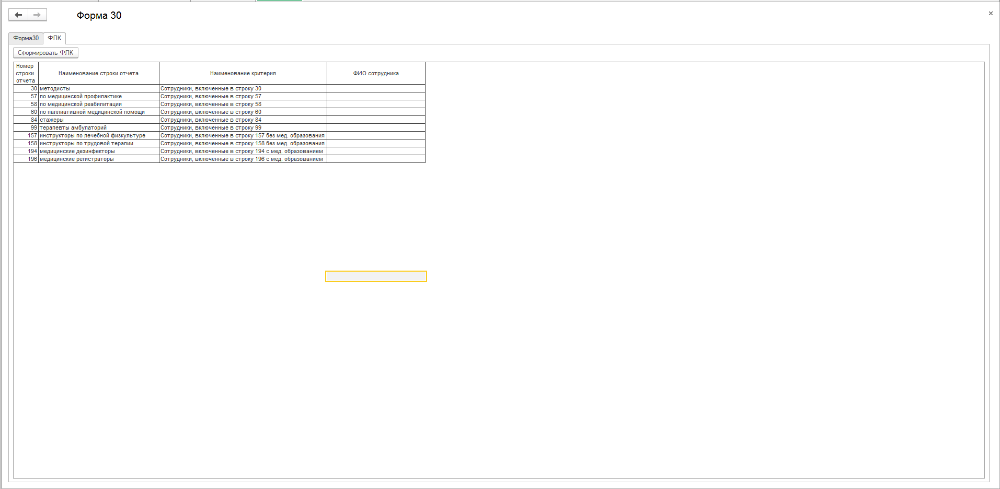 Форма 30
×
Форма30 ФЛК
Сформировать ФЛК
Номер строки отчета Наименование строки отчета Наименование критерия ФИО сотрудника
30 методисты Сотрудники, включенные в строку 30
57 по медицинской профилактике Сотрудники, включенные в строку 57
58 по медицинской реабилитации Сотрудники, включенные в строку 58
60 по паллиативной медицинской помощи Сотрудники, включенные в строку 60
84 стажеры Сотрудники, включенные в строку 84
99 терапевты амбулаторий Сотрудники, включенные в строку 99
157 инструкторы по лечебной физкультуре Сотрудники, включенные в строку 157 без мед. образования
158 инструкторы по трудовой терапии Сотрудники, включенные в строку 158 без мед. образования
194 медицинские дезинфекторы Сотрудники, включенные в строку 194 с мед. образованием
196 медицинские регистраторы Сотрудники, включенные в строку 196 с мед. образованием